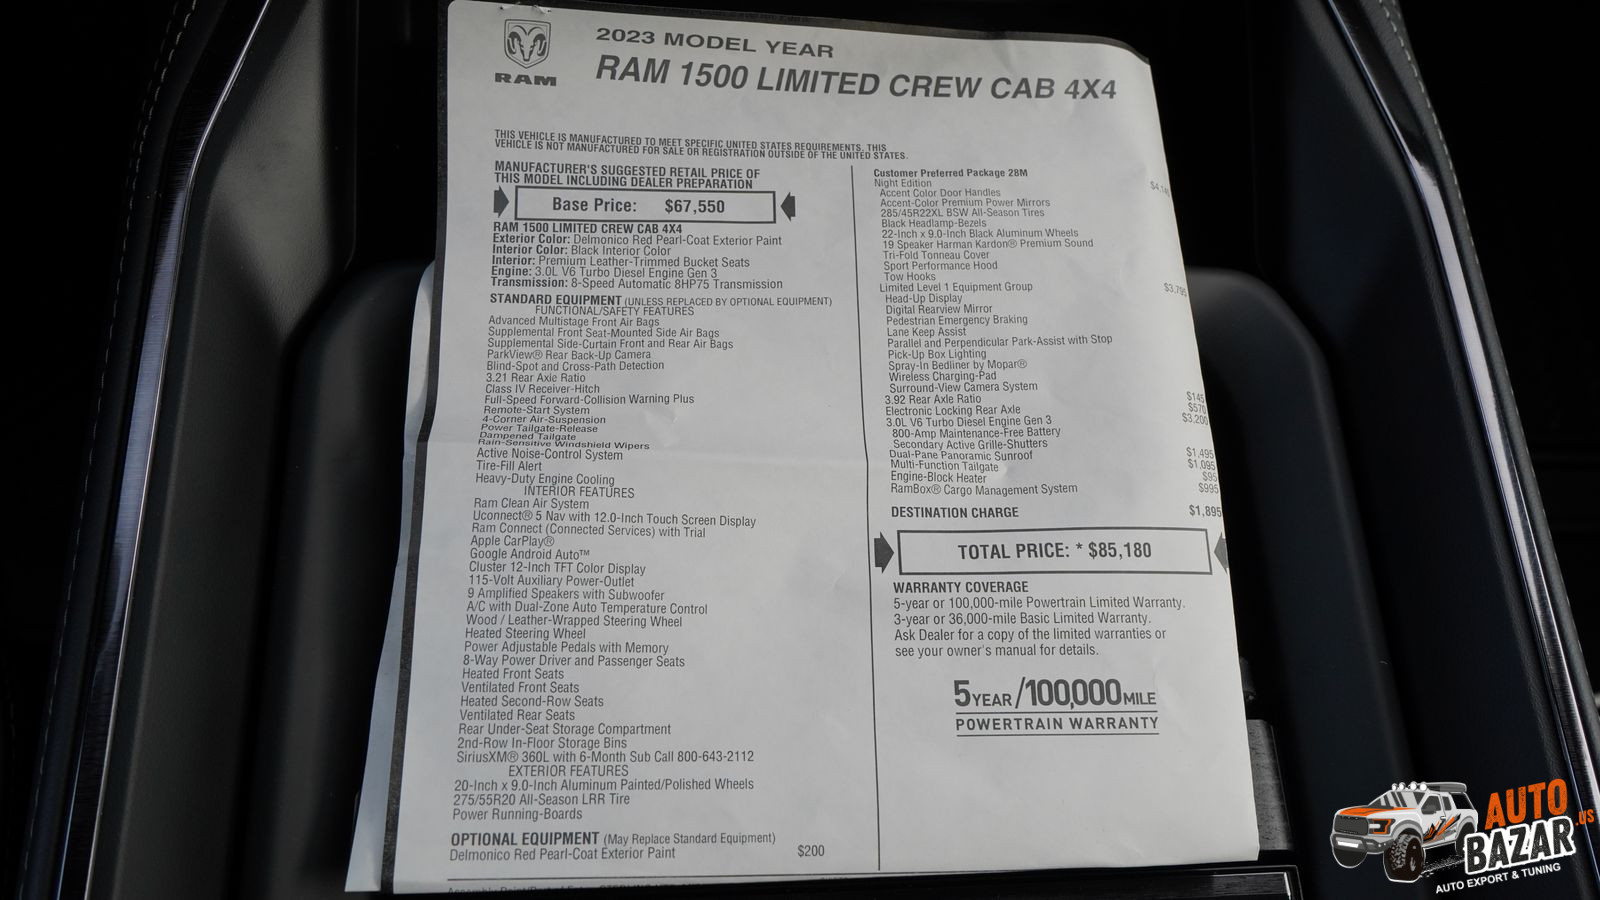 RAM
2023 MODEL YEAR
RAM 1500 LIMITED CREW CAB 4X4
THIS VEHICLE IS MANUFACTURED TO MEET SPECIFIC UNITED STATES REQUIREMENTS. THIS
VEHICLE IS NOT MANUFACTURED FOR SALE OR REGISTRATION OUTSIDE OF THE UNITED STATES.
MANUFACTURER'S SUGGESTED RETAIL PRICE OF
THIS MODEL INCLUDING DEALER PREPARATION
Base Price: $67,550
RAM 1500 LIMITED CREW CAB 4X4
Exterior Color: Delmonico Red Pearl-Coat Exterior Paint
Interior Color: Black Interior Color
Interior: Premium Leather-Trimmed Bucket Seats
Engine: 3.0L V6 Turbo Diesel Engine Gen 3
Transmission: 8-Speed Automatic 8HP75 Transmission
STANDARD EQUIPMENT (UNLESS REPLACED BY OPTIONAL EQUIPMENT)
FUNCTIONAL/SAFETY FEATURES
Advanced Multistage Front Air Bags
Supplemental Front Seat-Mounted Side Air Bags
Supplemental Side-Curtain Front and Rear Air Bags
ParkView® Rear Back-Up Camera
Blind-Spot and Cross-Path Detection
3.21 Rear Axle Ratio
Class IV Receiver-Hitch
Full-Speed Forward-Collision Warning Plus
Remote-Start System
4-Corner Air-Suspension
Power Tailgate-Release
Dampened Tailgate
Rain-Sensitive Windshield Wipers
Active Noise-Control System
Tire-Fill Alert
Heavy-Duty Engine Cooling
INTERIOR FEATURES
Ram Clean Air System
Uconnect® 5 Nav with 12.0-Inch Touch Screen Display
Ram Connect (Connected Services) with Trial
Apple CarPlay®
Google Android Auto™
Cluster 12-Inch TFT Color Display
115-Volt Auxiliary Power-Outlet
9 Amplified Speakers with Subwoofer
A/C with Dual-Zone Auto Temperature Control
Wood / Leather-Wrapped Steering Wheel
Heated Steering Wheel
Power Adjustable Pedals with Memory
8-Way Power Driver and Passenger Seats
Heated Front Seats
Ventilated Front Seats
Heated Second-Row Seats
Ventilated Rear Seats
Rear Under-Seat Storage Compartment
2nd-Row In-Floor Storage Bins
SiriusXM® 360L with 6-Month Sub Call 800-643-2112
EXTERIOR FEATURES
20-Inch x 9.0-Inch Aluminum Painted/Polished Wheels
275/55R20 All-Season LRR Tire
Power Running-Boards
OPTIONAL EQUIPMENT (May Replace Standard Equipment)
Delmonico Red Pearl-Coat Exterior Paint $200
Customer Preferred Package 28M
Night Edition
Accent Color Door Handles
Accent-Color Premium Power Mirrors
285/45R22XL BSW All-Season Tires
Black Headlamp-Bezels
22-Inch x 9.0-Inch Black Aluminum Wheels
19 Speaker Harman Kardon® Premium Sound
Tri-Fold Tonneau Cover
Sport Performance Hood
Tow Hooks
Limited Level 1 Equipment Group $3,795
Head-Up Display
Digital Rearview Mirror
Pedestrian Emergency Braking
Lane Keep Assist
Parallel and Perpendicular Park-Assist with Stop
Pick-Up Box Lighting
Spray-In Bedliner by Mopar®
Wireless Charging-Pad
Surround-View Camera System
3.92 Rear Axle Ratio $145
Electronic Locking Rear Axle $570
3.0L V6 Turbo Diesel Engine Gen 3 $3,200
800-Amp Maintenance-Free Battery
Secondary Active Grille-Shutters
Dual-Pane Panoramic Sunroof $1,495
Multi-Function Tailgate $1,095
Engine-Block Heater $95
RamBox® Cargo Management System $995
DESTINATION CHARGE $1,895
TOTAL PRICE: * $85,180
WARRANTY COVERAGE
5-year or 100,000-mile Powertrain Limited Warranty.
3-year or 36,000-mile Basic Limited Warranty.
Ask Dealer for a copy of the limited warranties or
see your owner's manual for details.
5 YEAR/100,000 MILE
POWERTRAIN WARRANTY
AUTO
BAZAR.US
AUTO EXPORT & TUNING